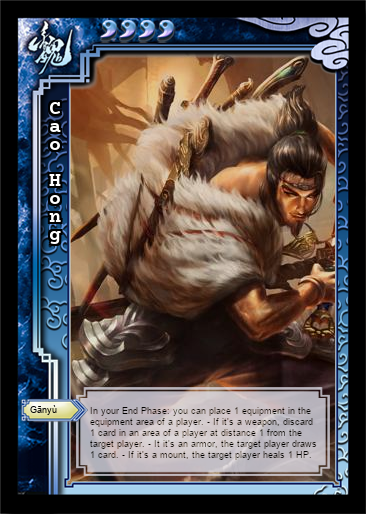 魏
Cao Hong
Gānyù
In your End Phase: you can place 1 equipment in the
equipment area of a player. - If it's a weapon, discard
1 card in an area of a player at distance 1 from the
target player. - It it's an armor, the target player draws
1 card. - If it's a mount, the target player heals 1 HP.